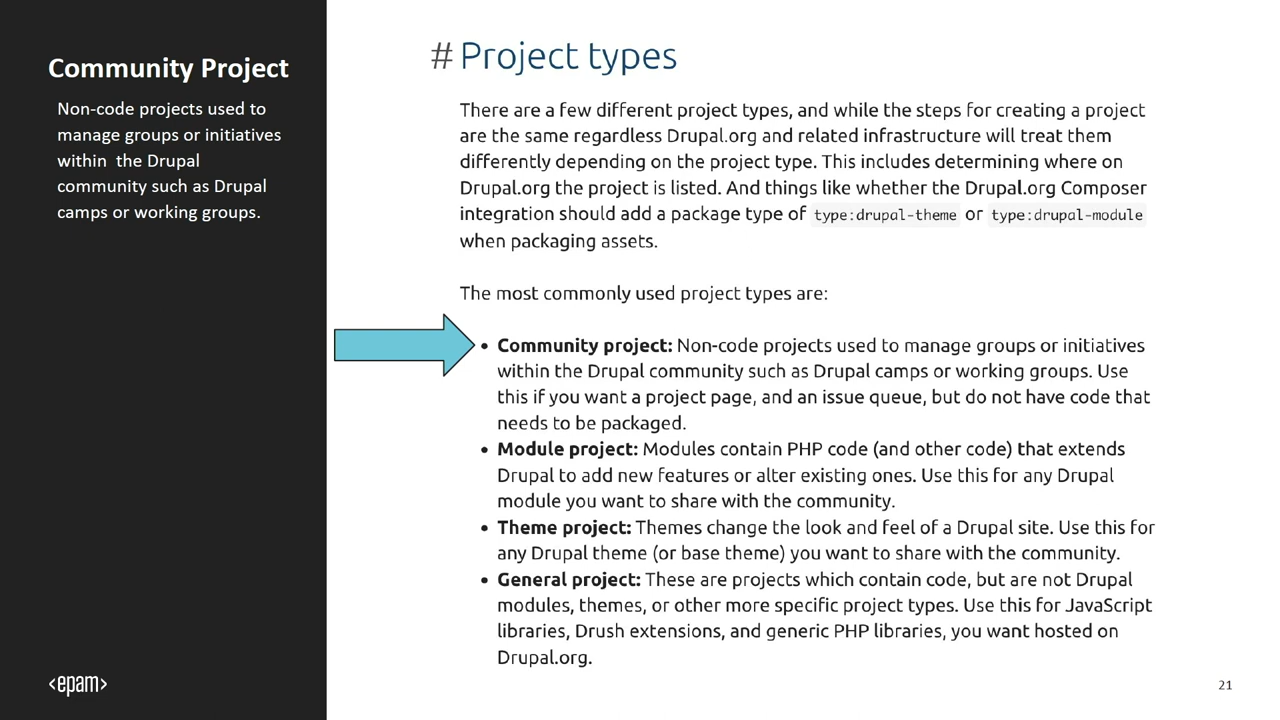 Community Project
Non-code projects used to
manage groups or initiatives
within the Drupal
community such as Drupal
camps or working groups.
<epam>
# Project types
There are a few different project types, and while the steps for creating a project
are the same regardless Drupal.org and related infrastructure will treat them
differently depending on the project type. This includes determining where on
Drupal.org the project is listed. And things like whether the Drupal.org Composer
integration should add a package type of type:drupal-theme or type:drupal-module
when packaging assets.
The most commonly used project types are:
• Community project: Non-code projects used to manage groups or initiatives
within the Drupal community such as Drupal camps or working groups. Use
this if you want a project page, and an issue queue, but do not have code that
needs to be packaged.
• Module project: Modules contain PHP code (and other code) that extends
Drupal to add new features or alter existing ones. Use this for any Drupal
module you want to share with the community.
• Theme project: Themes change the look and feel of a Drupal site. Use this for
any Drupal theme (or base theme) you want to share with the community.
• General project: These are projects which contain code, but are not Drupal
modules, themes, or other more specific project types. Use this for JavaScript
libraries, Drush extensions, and generic PHP libraries, you want hosted on
Drupal.org.
21